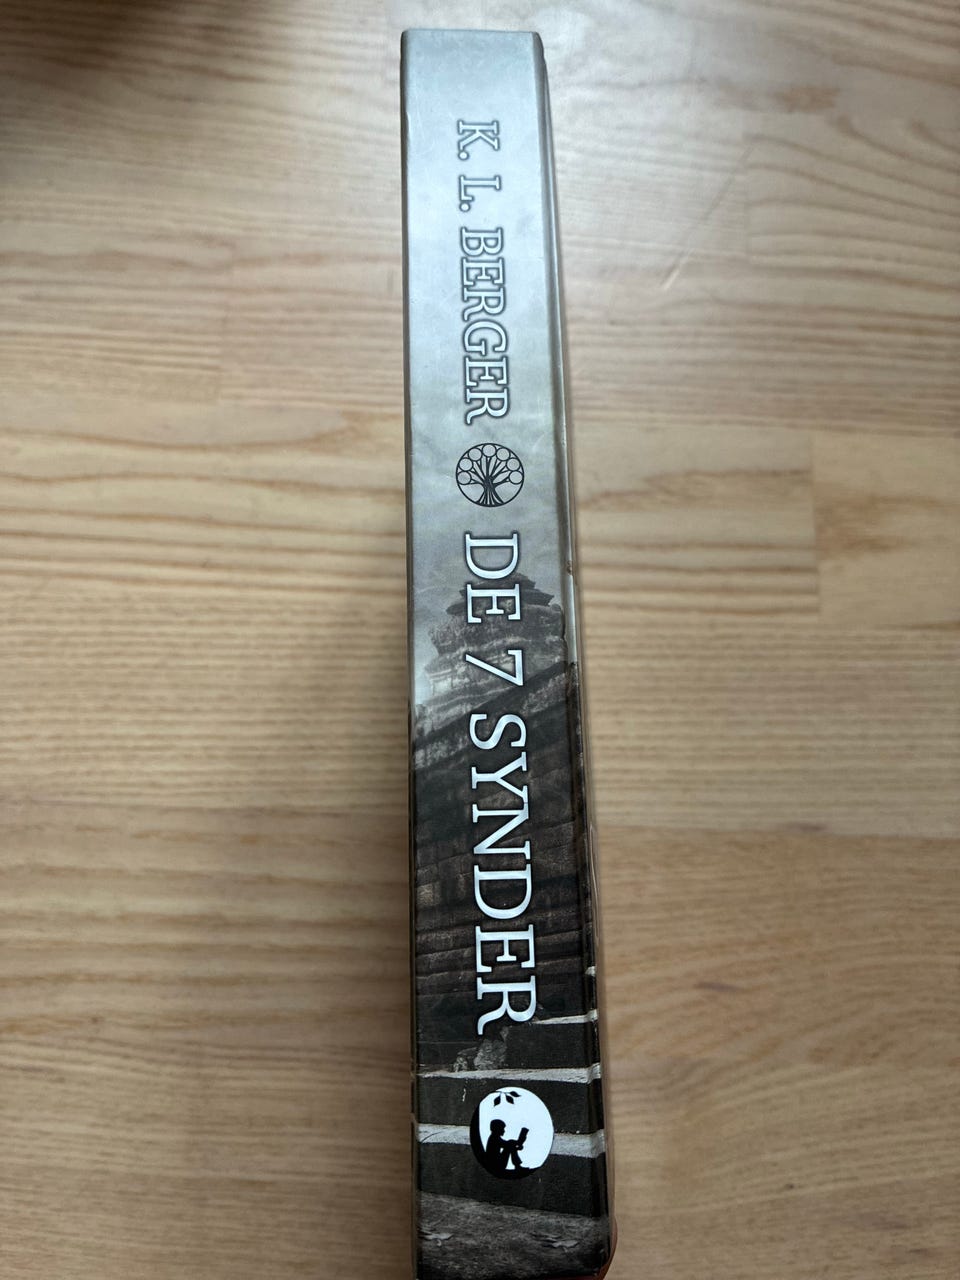 K. L. BERGER DE 7 SYNDER